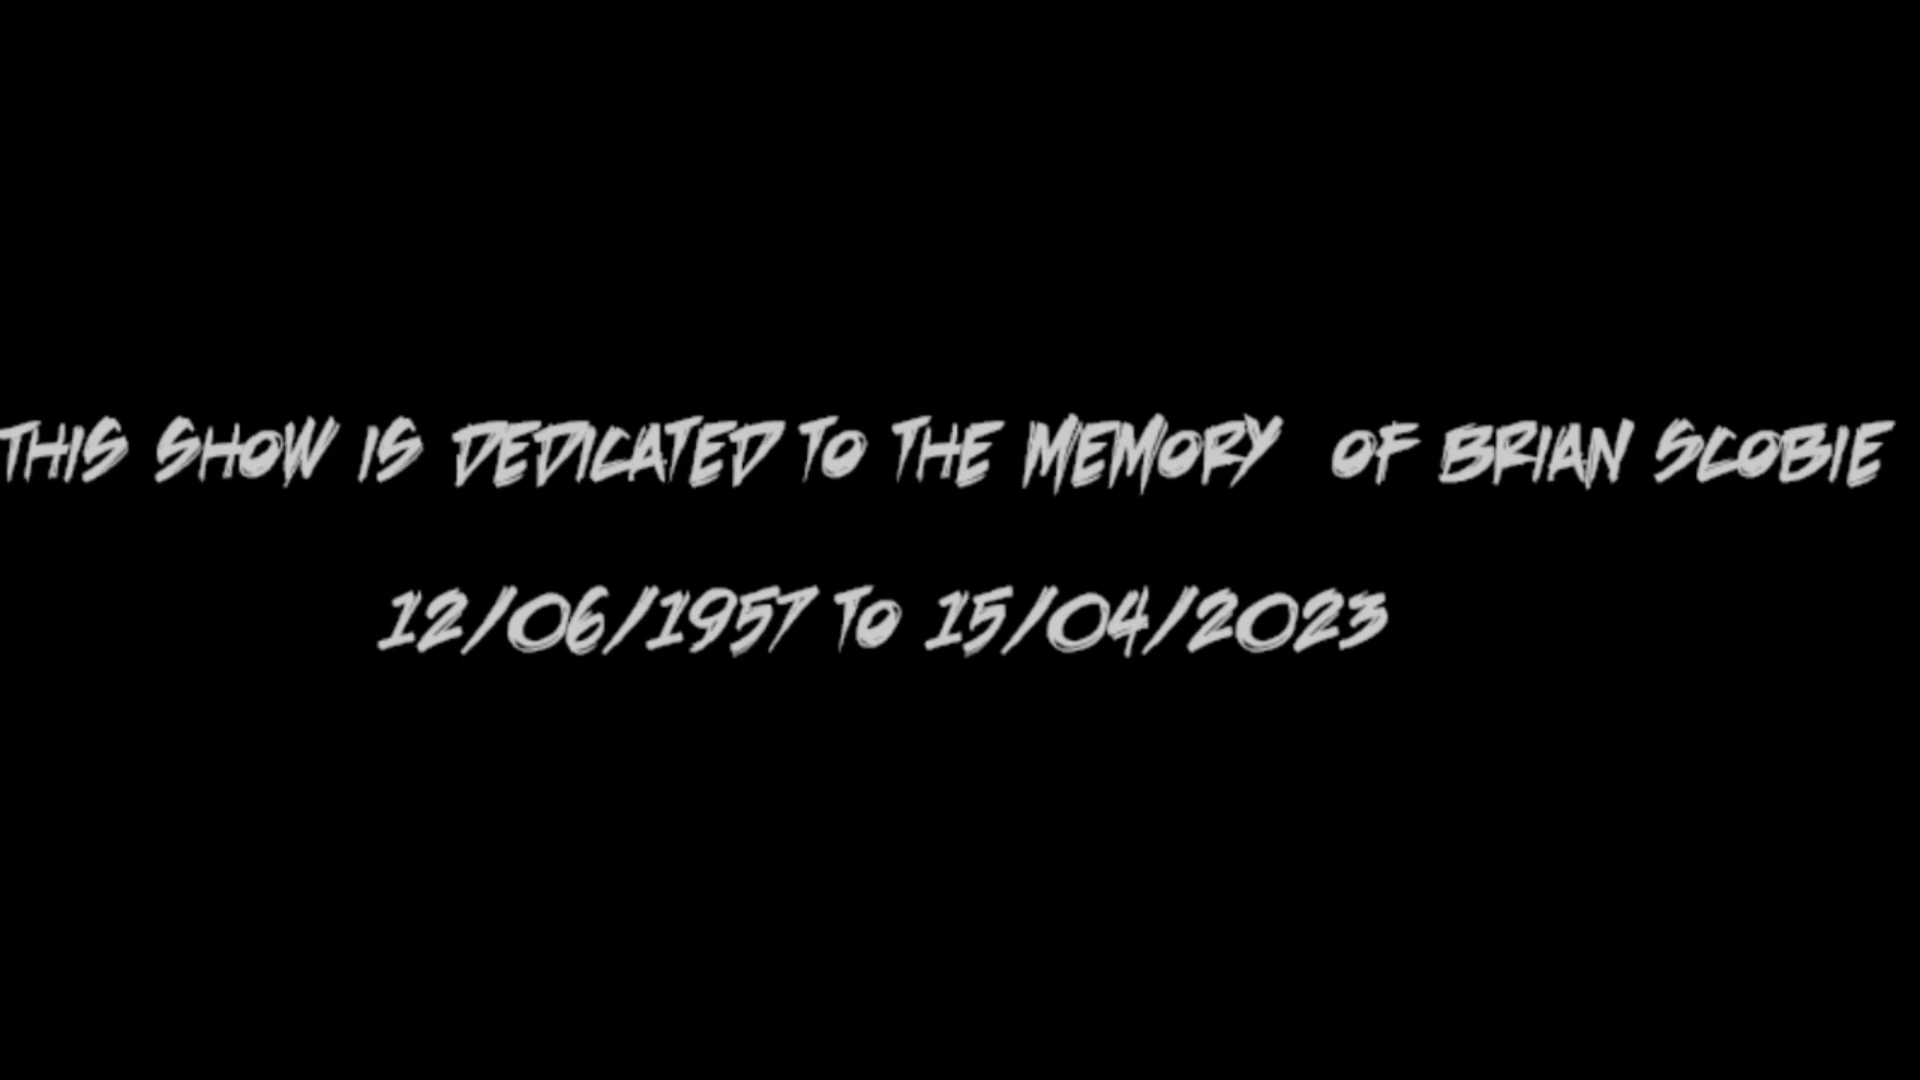 THIS SHOW IS DEDICATED TO THE MEMORY OF BRIAN SCOBIE
12/06/1957 TO 15/04/2023